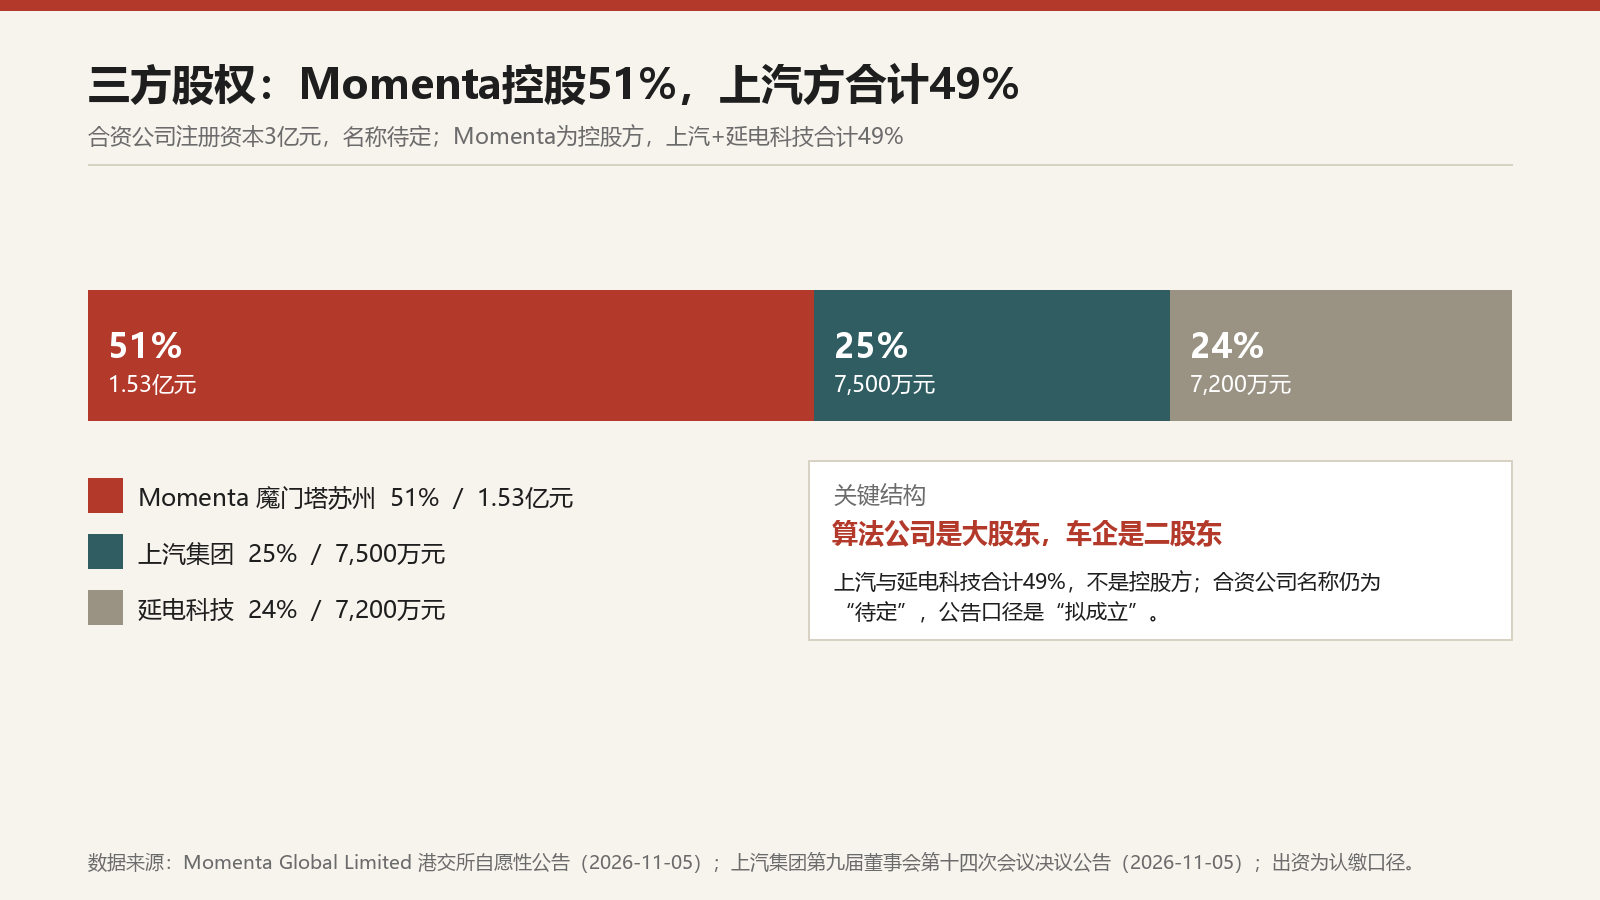 三方股权：Momenta控股51%，上汽方合计49%
合资公司注册资本3亿元，名称待定；Momenta为控股方，上汽+延电科技合计49%
51%
1.53亿元
25%
7,500万元
24%
7,200万元
Momenta 魔门塔苏州 51% / 1.53亿元
上汽集团 25% / 7,500万元
延电科技 24% / 7,200万元
关键结构
算法公司是大股东，车企是二股东
上汽与延电科技合计49%，不是控股方；合资公司名称仍为
“待定”，公告口径是“拟成立”。
数据来源：Momenta Global Limited 港交所自愿性公告（2026-11-05）；上汽集团第九届董事会第十四次会议决议公告（2026-11-05）；出资为认缴口径。